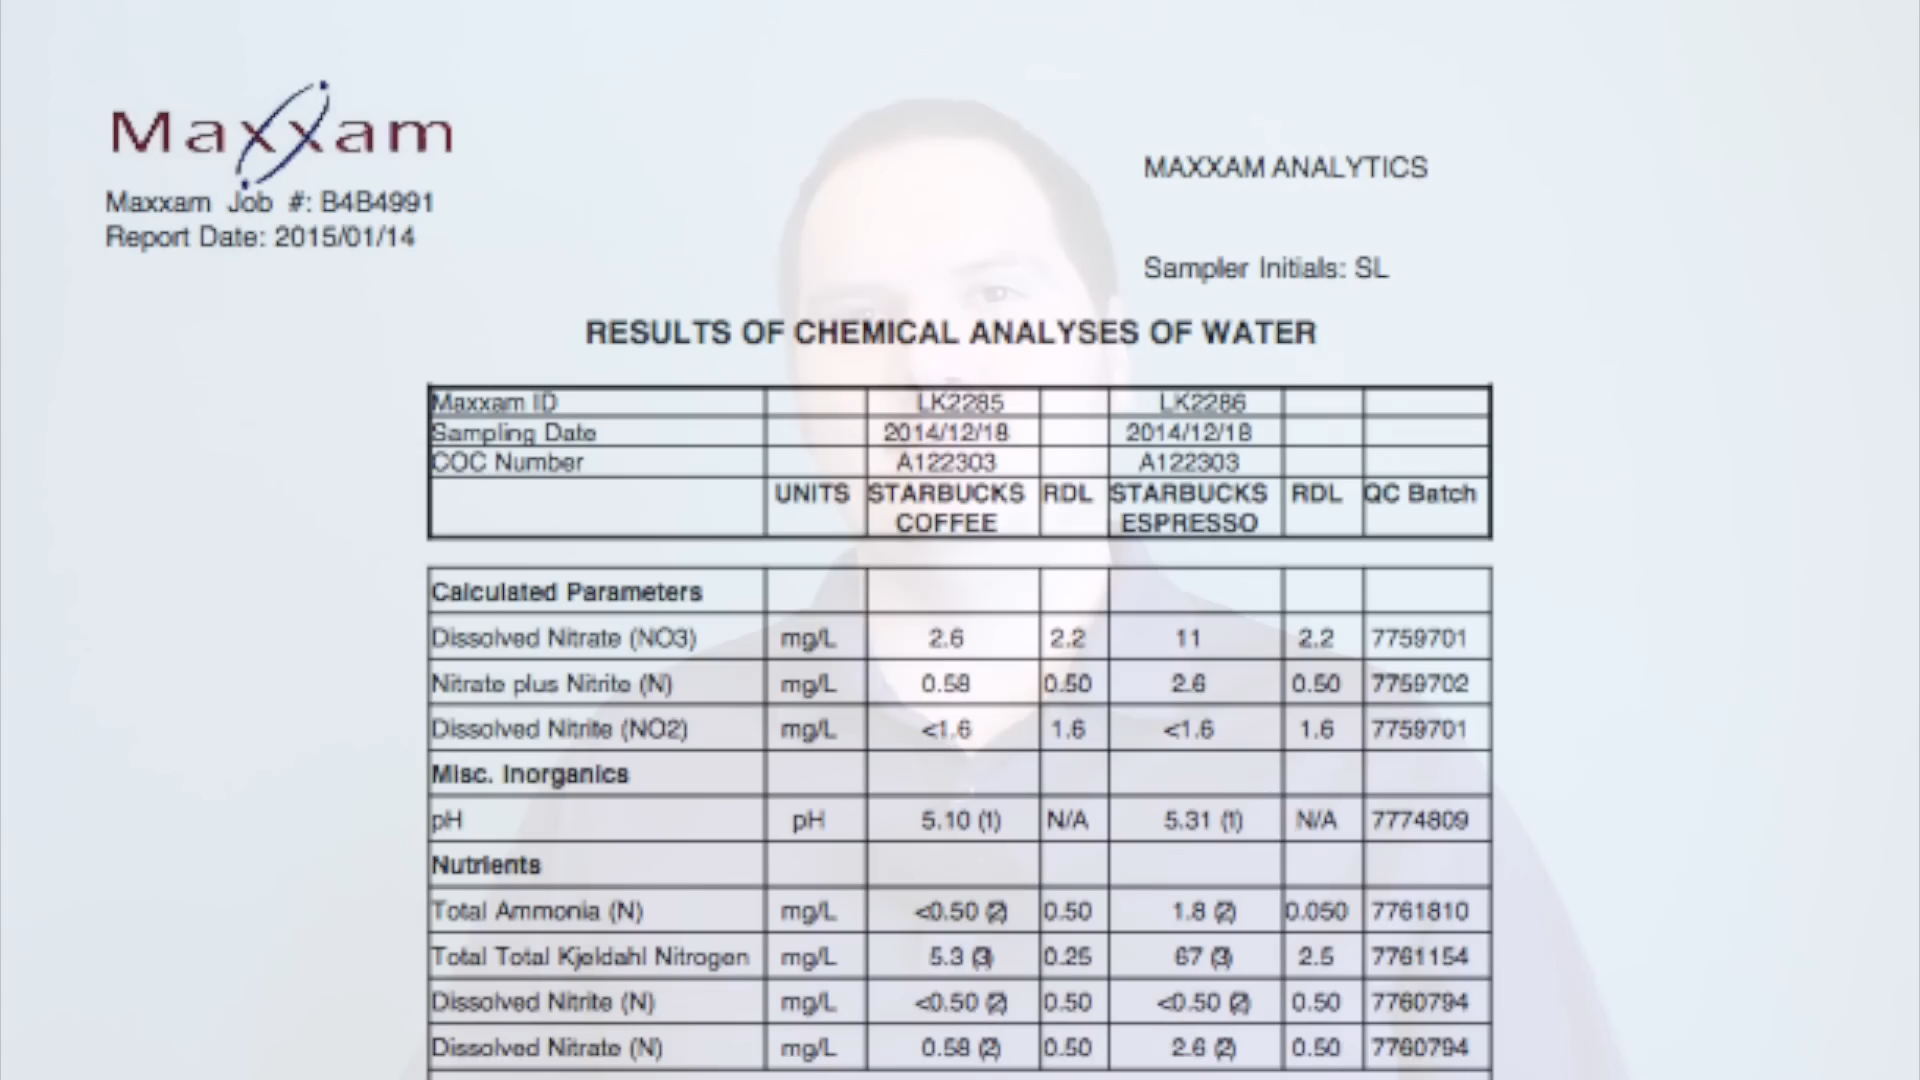 Maxxam
Maxxam Job #: B4B4991
Report Date: 2015/01/14
MAXXAM ANALYTICS
Sampler Initials: SL
RESULTS OF CHEMICAL ANALYSES OF WATER
Maxxam ID LK2285 LK2286
Sampling Date 2014/12/18 2014/12/18
COC Number A122303 A122303
UNITS STARBUCKS COFFEE RDL STARBUCKS ESPRESSO RDL QC Batch
Calculated Parameters
Dissolved Nitrate (NO3) mg/L 2.6 2.2 11 2.2 7759701
Nitrate plus Nitrite (N) mg/L 0.58 0.50 2.6 0.50 7759702
Dissolved Nitrite (NO2) mg/L <1.6 1.6 <1.6 1.6 7759701
Misc. Inorganics
pH pH 5.10 (1) N/A 5.31 (1) N/A 7774809
Nutrients
Total Ammonia (N) mg/L <0.50 (2) 0.50 1.8 (2) 0.050 7761810
Total Total Kjeldahl Nitrogen mg/L 5.3 (3) 0.25 67 (3) 2.5 7761154
Dissolved Nitrite (N) mg/L <0.50 (2) 0.50 <0.50 (2) 0.50 7760794
Dissolved Nitrate (N) mg/L 0.58 (2) 0.50 2.6 (2) 0.50 7760794